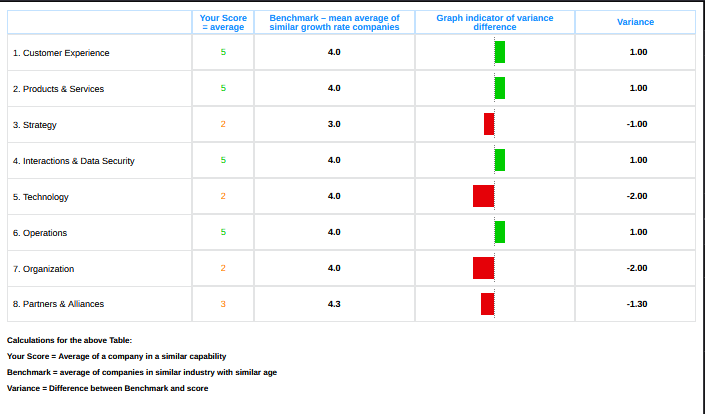 Your Score Benchmark – mean average of Graph indicator of variance Variance
= average similar growth rate companies difference
1. Customer Experience 5 4.0 1.00
2. Products & Services 5 4.0 1.00
3. Strategy 2 3.0 -1.00
4. Interactions & Data Security 5 4.0 1.00
5. Technology 2 4.0 -2.00
6. Operations 5 4.0 1.00
7. Organization 2 4.0 -2.00
8. Partners & Alliances 3 4.3 -1.30
Calculations for the above Table:
Your Score = Average of a company in a similar capability
Benchmark = average of companies in similar industry with similar age
Variance = Difference between Benchmark and score